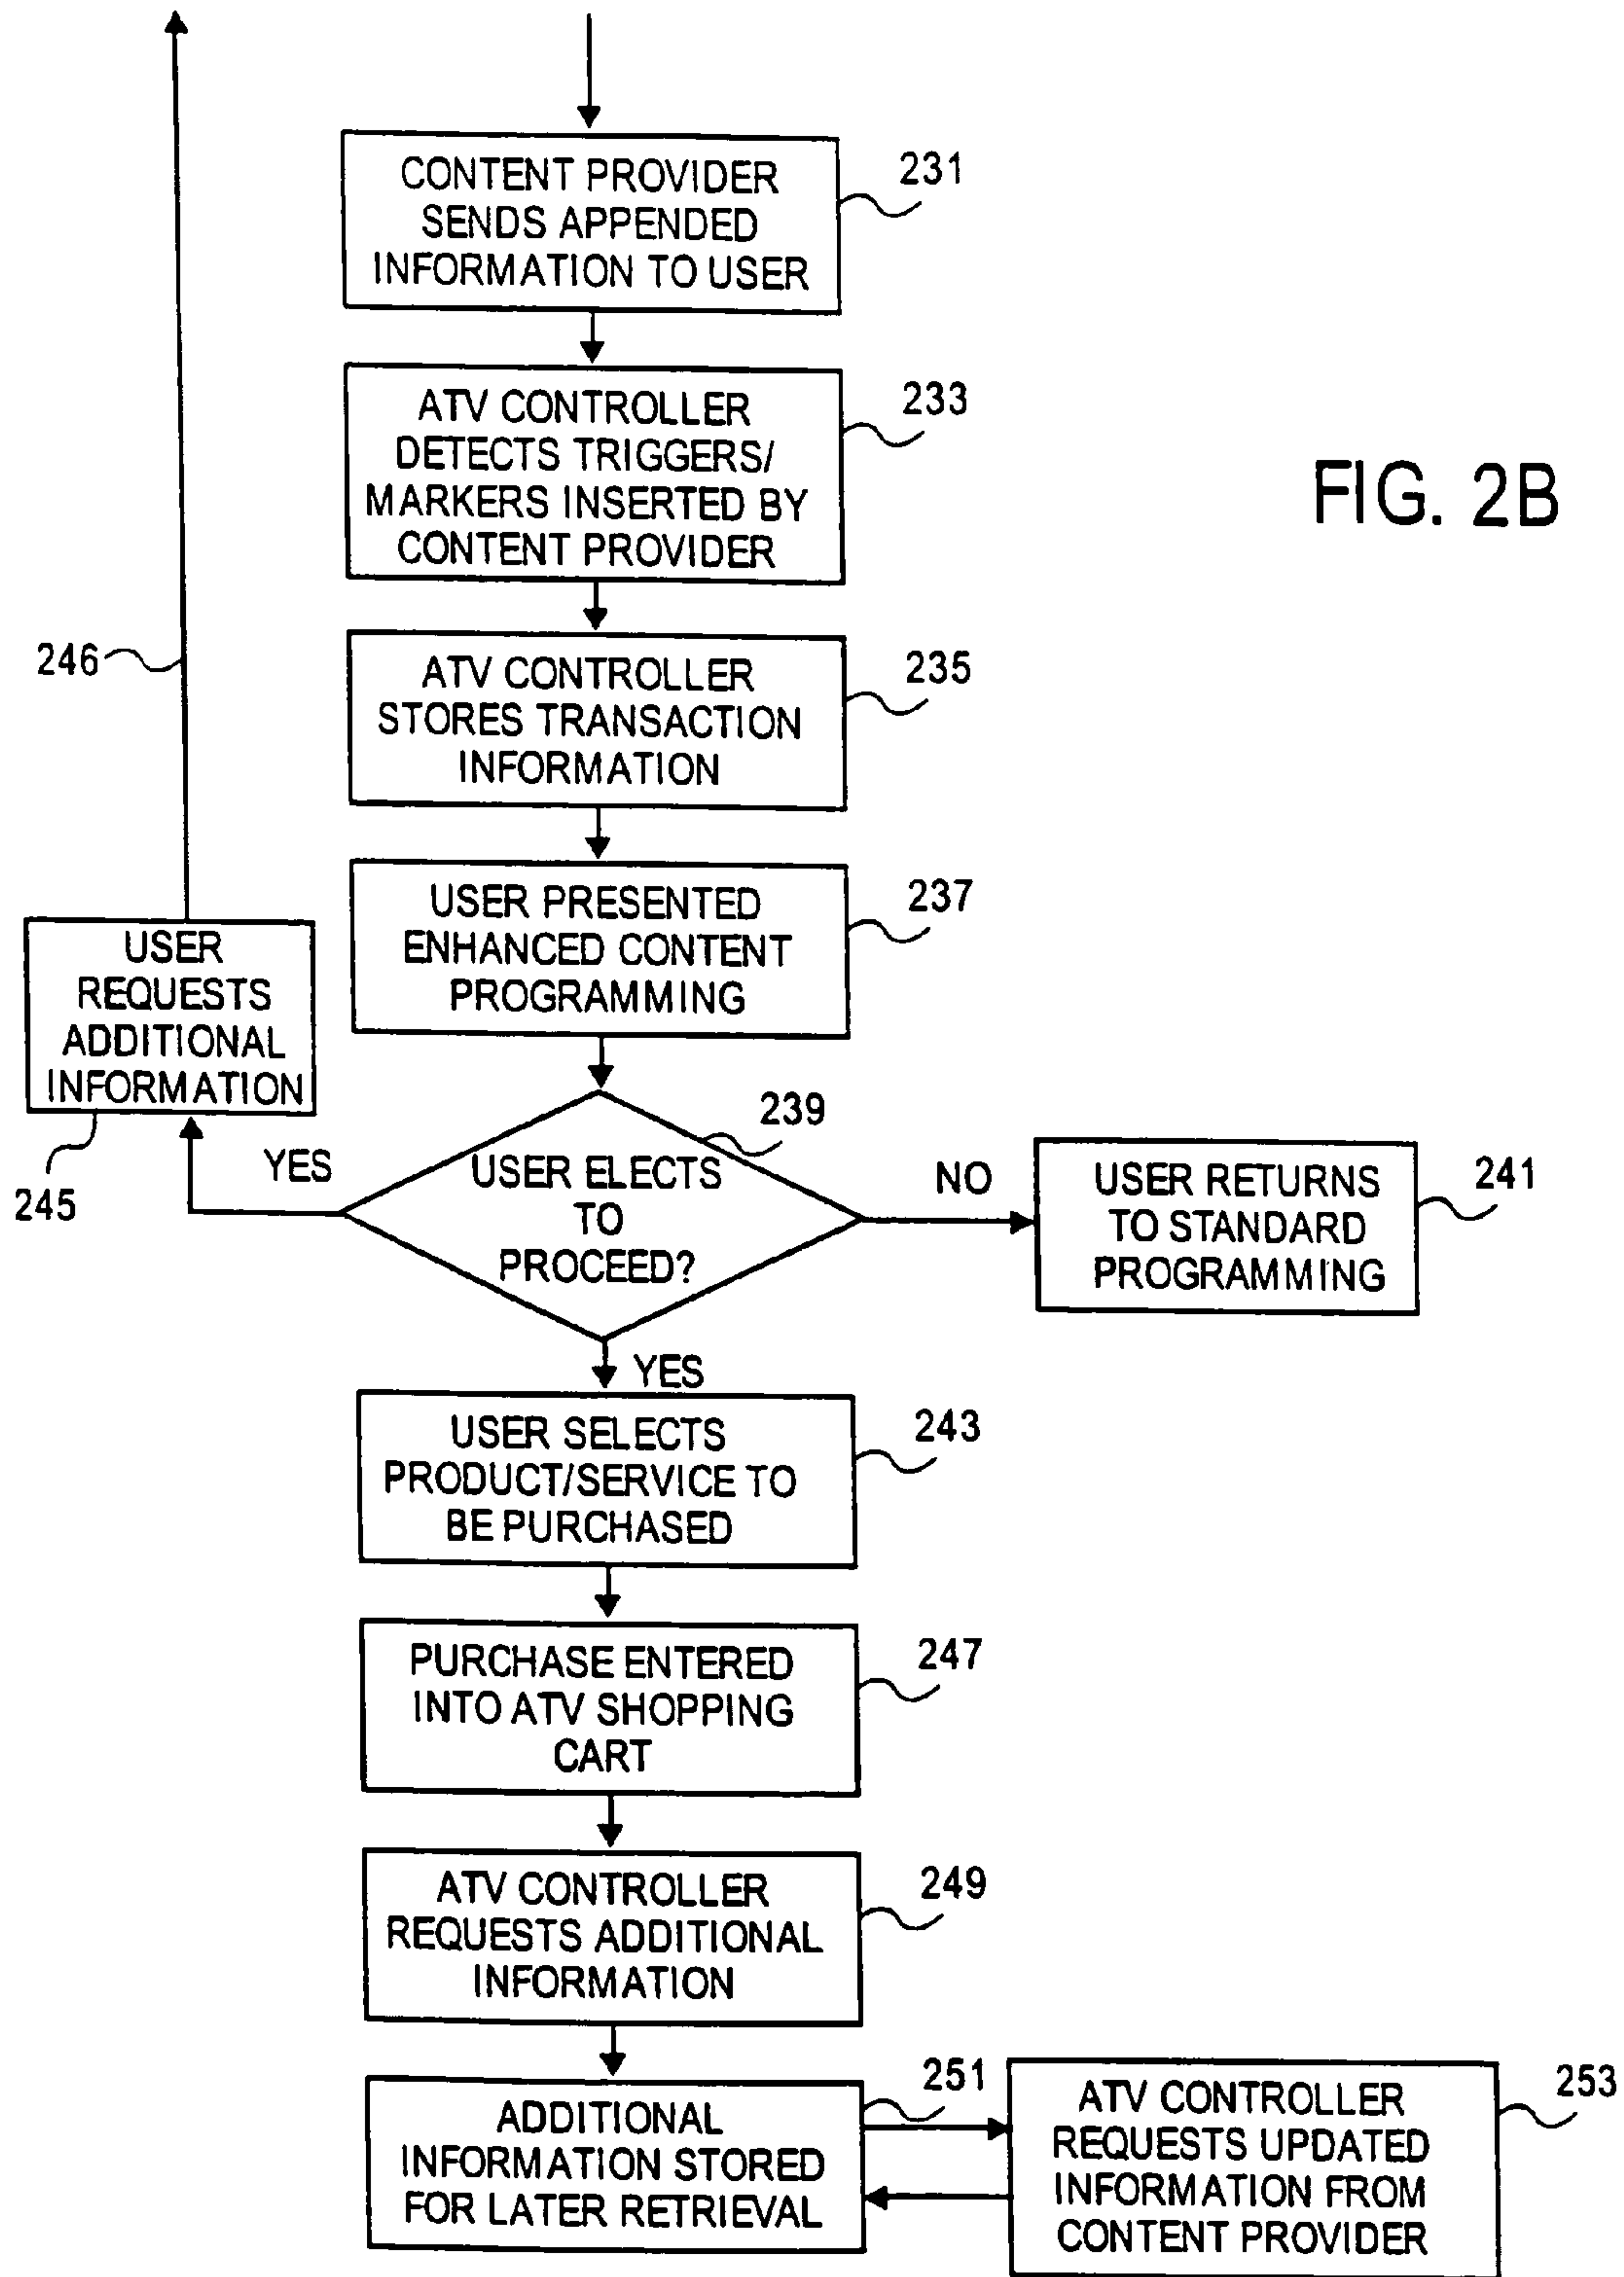 CONTENT PROVIDER
SENDS APPENDED
INFORMATION TO USER
231
ATV CONTROLLER
DETECTS TRIGGERS/
MARKERS INSERTED BY
CONTENT PROVIDER
233
FIG. 2B
246
ATV CONTROLLER
STORES TRANSACTION
INFORMATION
235
USER PRESENTED
ENHANCED CONTENT
PROGRAMMING
237
USER
REQUESTS
ADDITIONAL
INFORMATION
245
YES
USER ELECTS
TO
PROCEED?
239
NO
USER RETURNS
TO STANDARD
PROGRAMMING
241
YES
USER SELECTS
PRODUCT/SERVICE TO
BE PURCHASED
243
PURCHASE ENTERED
INTO ATV SHOPPING
CART
247
ATV CONTROLLER
REQUESTS ADDITIONAL
INFORMATION
249
ADDITIONAL
INFORMATION STORED
FOR LATER RETRIEVAL
251
ATV CONTROLLER
REQUESTS UPDATED
INFORMATION FROM
CONTENT PROVIDER
253